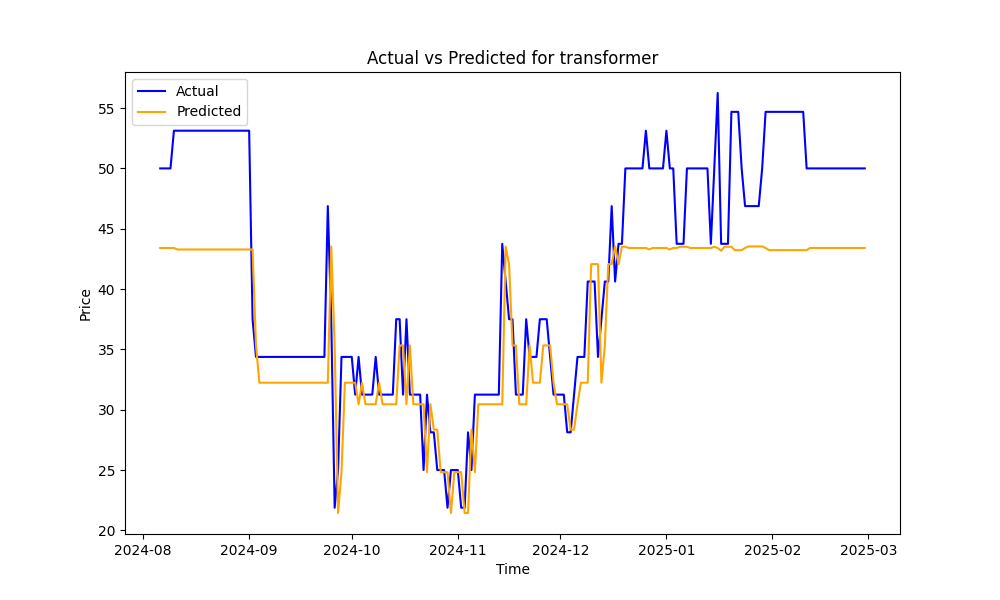 Actual vs Predicted for transformer
Actual
Predicted
55
50
45
40
35
30
25
20
Price
2024-08 2024-09 2024-10 2024-11 2024-12 2025-01 2025-02 2025-03
Time